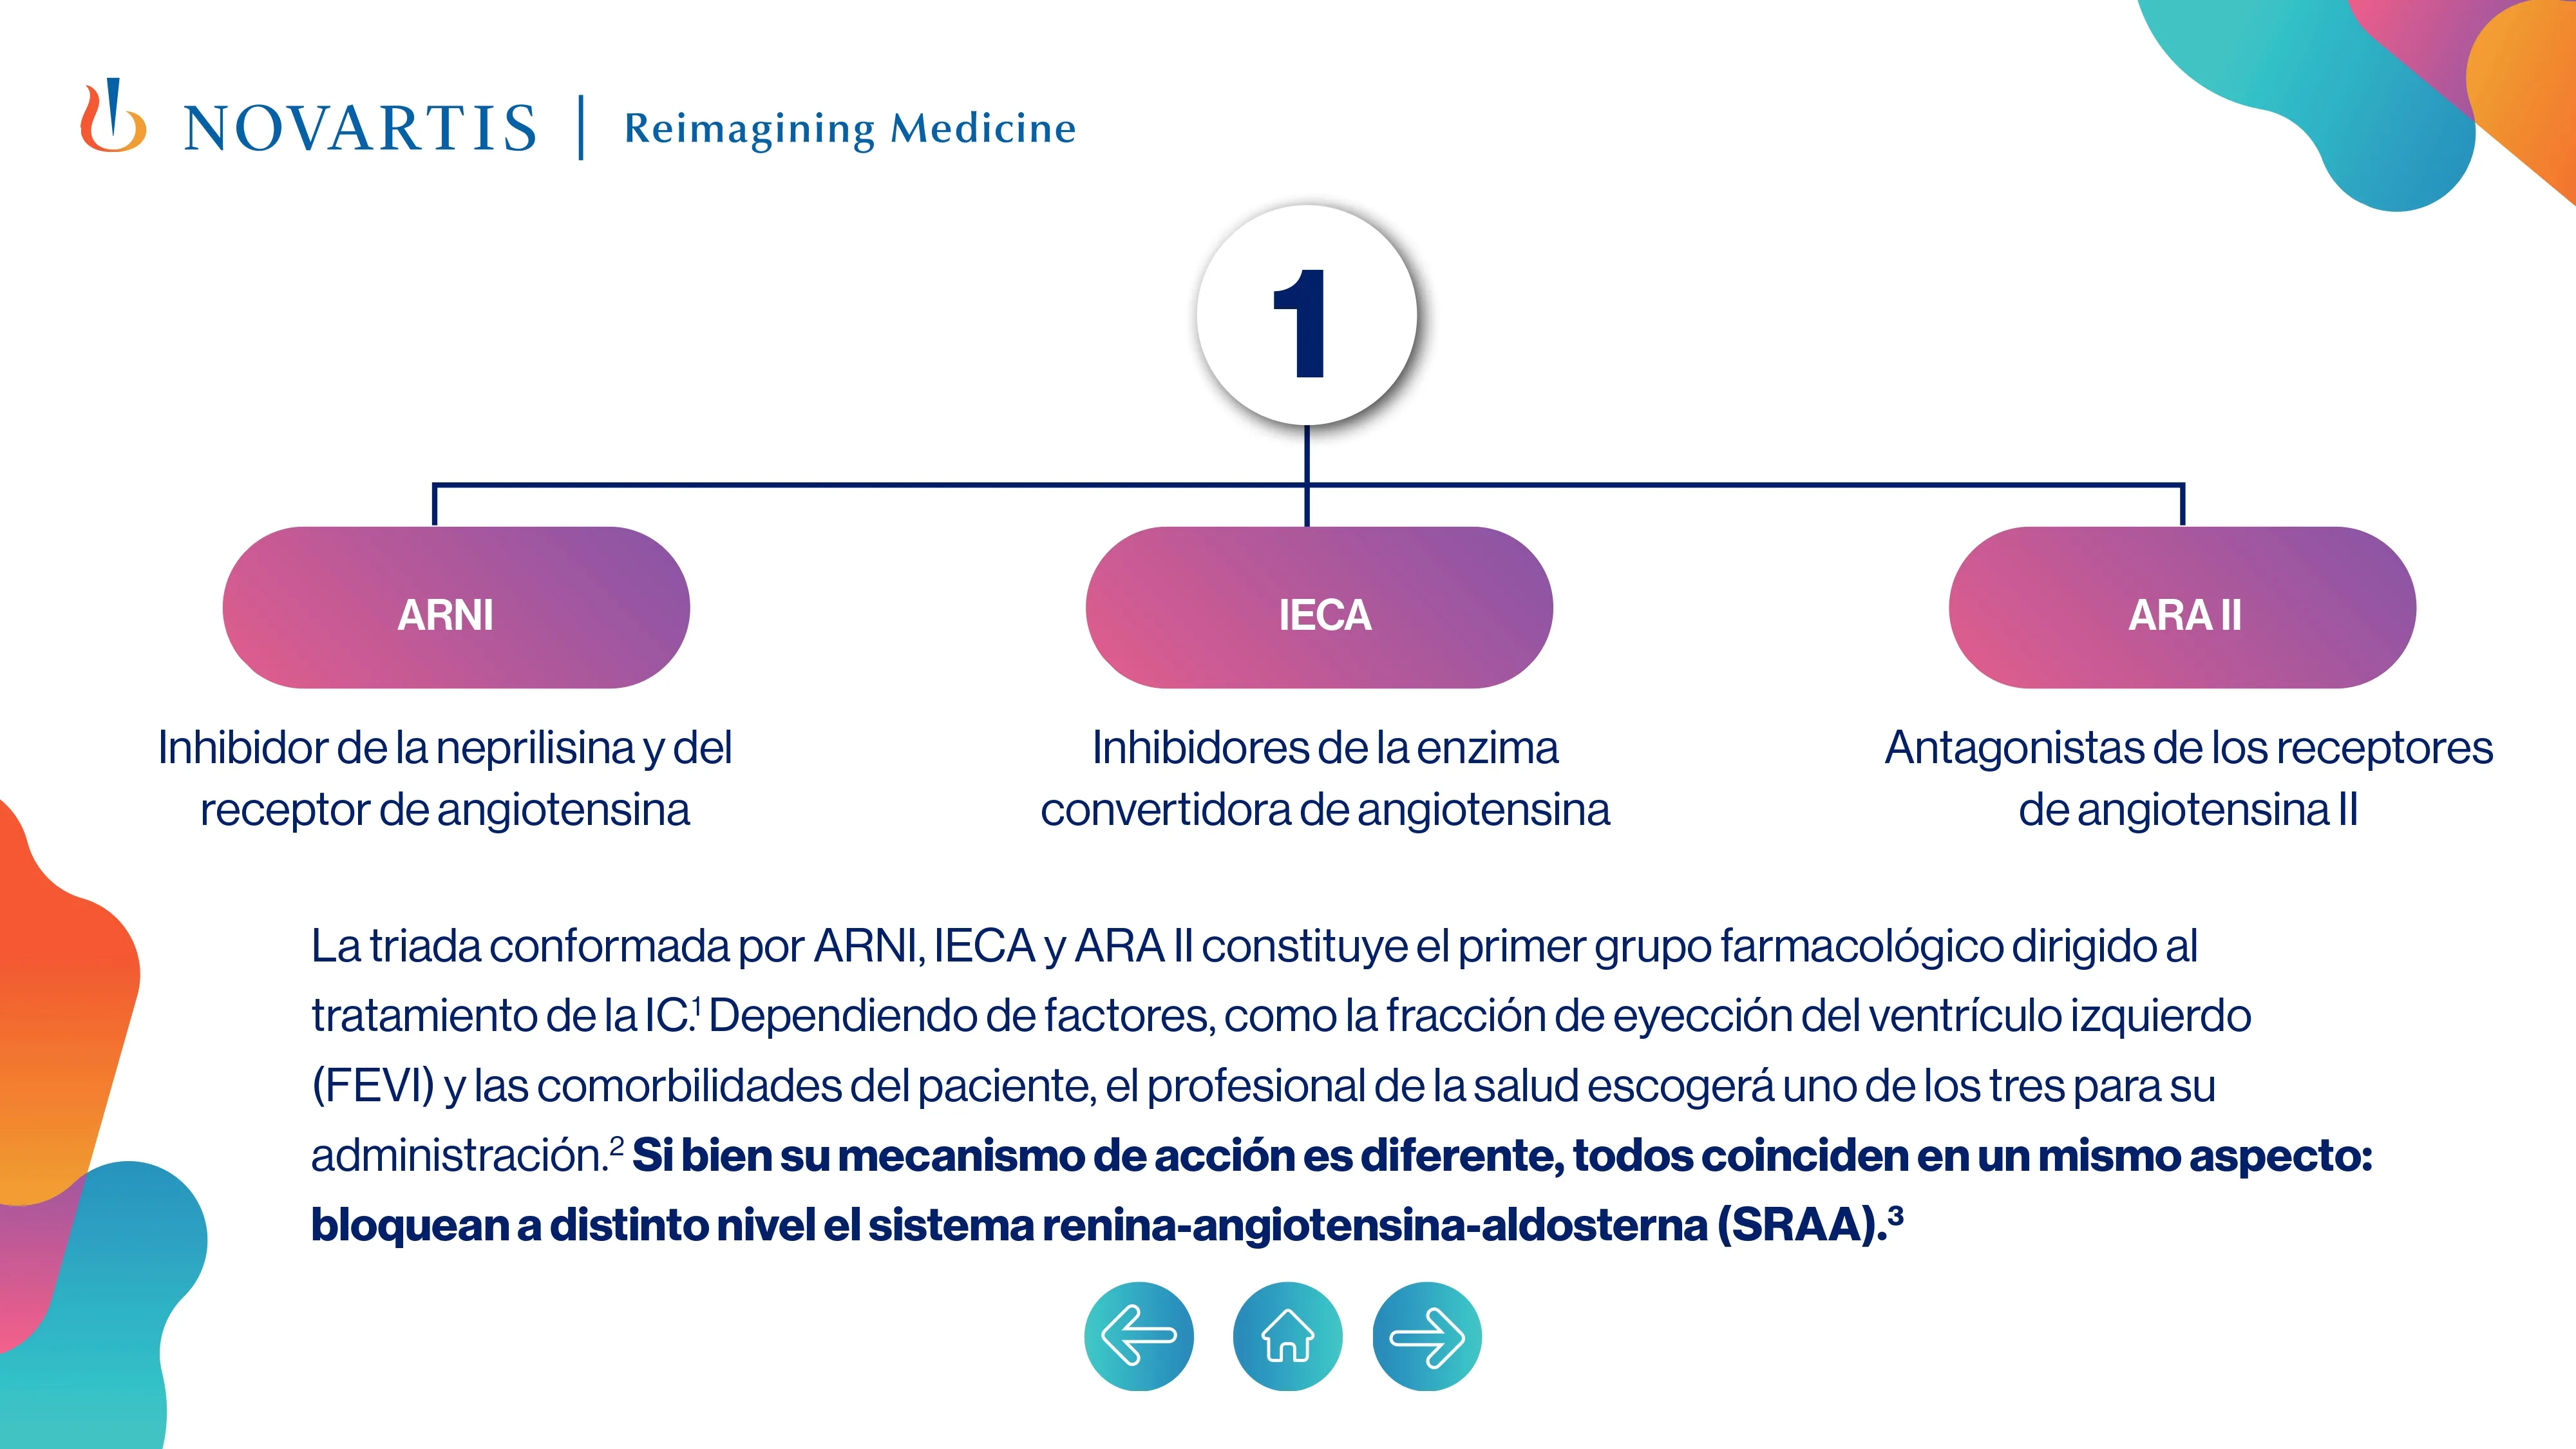 NOVARTIS | Reimagining Medicine
1
ARNI
IECA
ARA II
Inhibidor de la neprilisina y del
receptor de angiotensina
Inhibidores de la enzima
convertidora de angiotensina
Antagonistas de los receptores
de angiotensina II
La triada conformada por ARNI, IECA y ARA II constituye el primer grupo farmacológico dirigido al
tratamiento de la IC.¹ Dependiendo de factores, como la fracción de eyección del ventrículo izquierdo
(FEVI) y las comorbilidades del paciente, el profesional de la salud escogerá uno de los tres para su
administración.² Si bien su mecanismo de acción es diferente, todos coinciden en un mismo aspecto:
bloquean a distinto nivel el sistema renina-angiotensina-aldosterna (SRAA).³